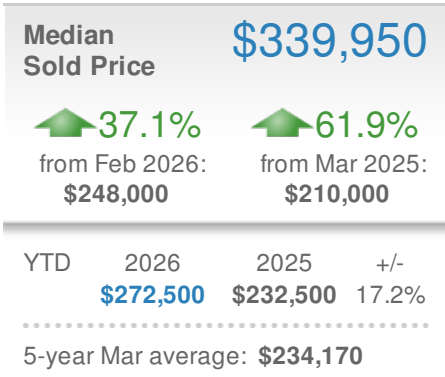 Median $339,950
Sold Price
37.1% 61.9%
from Feb 2026: from Mar 2025:
$248,000 $210,000
YTD 2026 2025 +/-
$272,500 $232,500 17.2%
5-year Mar average: $234,170